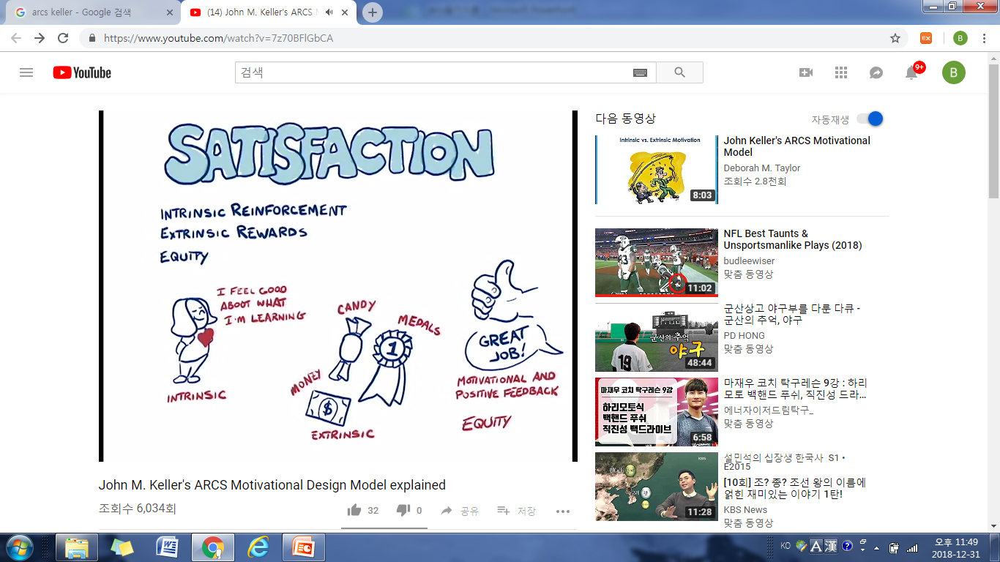 arcs keller - Google 검색
(14) John M. Keller's ARCS M
https://www.youtube.com/watch?v=7z70BFlGbCA
B
YouTube
검색
9+
B
SATISFACTION
INTRINSIC REINFORCEMENT
EXTRINSIC REWARDS
EQUITY
I FEEL GOOD
ABOUT WHAT
I'M LEARNING
INTRINSIC
CANDY
MEDALS
1
MONEY
$
EXTRINSIC
GREAT
JOB!
MOTIVATIONAL AND
POSITIVE FEEDBACK
EQUITY
John M. Keller's ARCS Motivational Design Model explained
조회수 6,034회
32
0
공유
저장
다음 동영상
자동재생
Intrinsic vs. Extrinsic Motivation
8:03
John Keller's ARCS Motivational
Model
Deborah M. Taylor
조회수 2.8천회
11:02
NFL Best Taunts &
Unsportsmanlike Plays (2018)
budleewiser
맞춤 동영상
군산의 추억
야구
19
48:44
군산상고 야구부를 다룬 다큐 -
군산의 추억, 야구
PD HONG
맞춤 동영상
마재우 코치 탁구레슨 9강
하리모토식
백핸드 푸쉬
직진성 백드라이브
6:58
마재우 코치 탁구레슨 9강 : 하리
모토 백핸드 푸쉬, 직진성 드라...
에너자이저드림탁구_
맞춤 동영상
KBS
11:28
설민석의 십장생 한국사 S1 •
E2015
[10회] 조? 종? 조선 왕의 이름에
얽힌 재미있는 이야기 1탄!
KBS News
맞춤 동영상
KO
A
漢
오후 11:49
2018-12-31